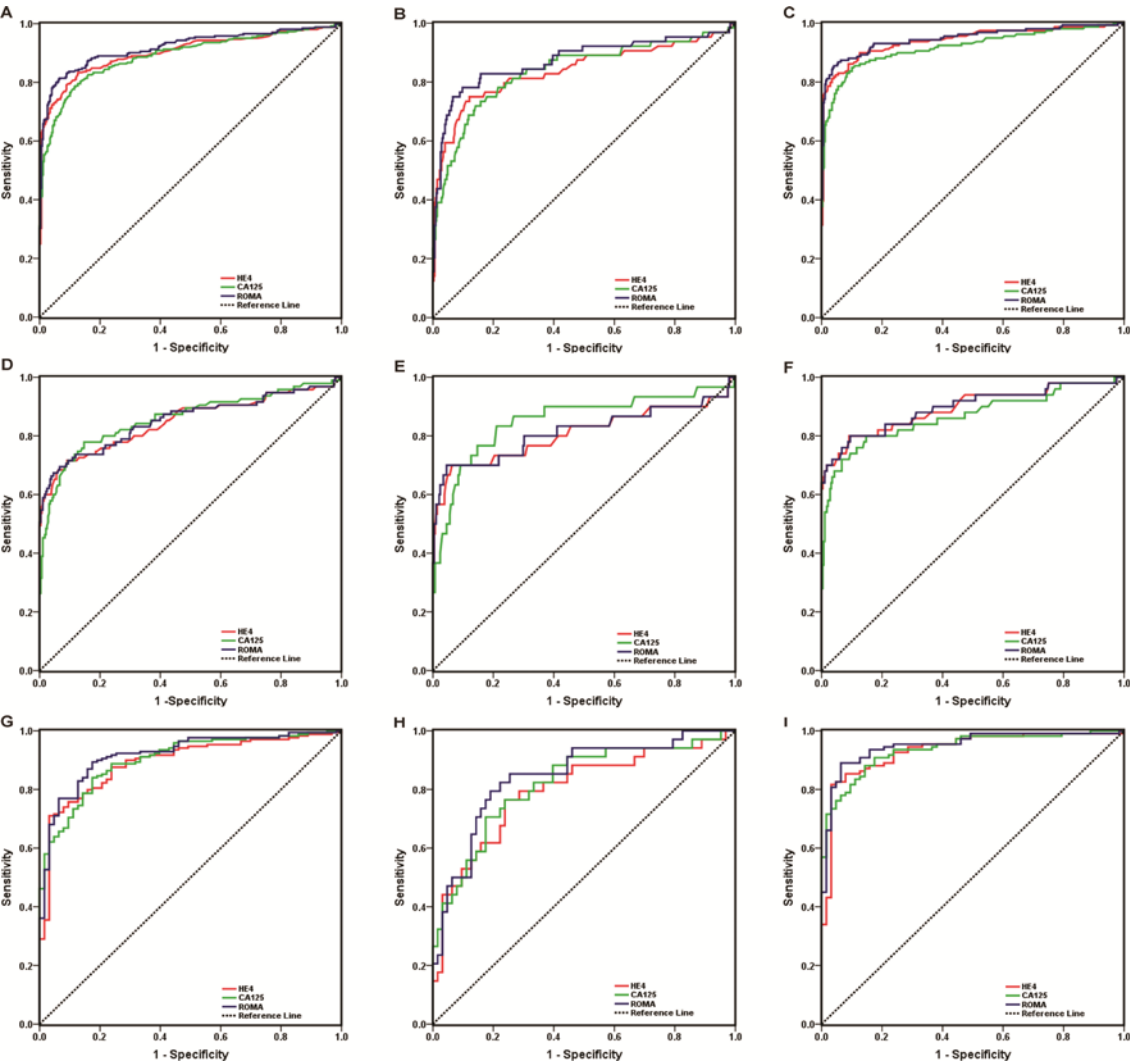 A
1.0
0.8
0.6
0.4
0.2
0.0
Sensitivity
HE4
CA125
ROMA
Reference Line
0.0 0.2 0.4 0.6 0.8 1.0
1 - Specificity
B
1.0
0.8
0.6
0.4
0.2
0.0
Sensitivity
HE4
CA125
ROMA
Reference Line
0.0 0.2 0.4 0.6 0.8 1.0
1 - Specificity
C
1.0
0.8
0.6
0.4
0.2
0.0
Sensitivity
HE4
CA125
ROMA
Reference Line
0.0 0.2 0.4 0.6 0.8 1.0
1 - Specificity
D
1.0
0.8
0.6
0.4
0.2
0.0
Sensitivity
HE4
CA125
ROMA
Reference Line
0.0 0.2 0.4 0.6 0.8 1.0
1 -Specificity
E
1.0
0.8
0.6
0.4
0.2
0.0
Sensitivity
HE4
CA125
ROMA
Reference Line
0.0 0.2 0.4 0.6 0.8 1.0
1 - Specificity
F
1.0
0.8
0.6
0.4
0.2
0.0
Sensitivity
HE4
CA125
ROMA
Reference Line
0.0 0.2 0.4 0.6 0.8 1.0
1 - Specificity
G
1.0
0.8
0.6
0.4
0.2
0.0
Sensitivity
HE4
CA125
ROMA
Reference Line
0.0 0.2 0.4 0.6 0.8 1.0
1 - Specificity
H
1.0
0.8
0.6
0.4
0.2
0.0
Sensitivity
HE4
CA125
ROMA
Reference Line
0.0 0.2 0.4 0.6 0.8 1.0
1 - Specificity
I
1.0
0.8
0.6
0.4
0.2
0.0
Sensitivity
HE4
CA125
ROMA
Reference Line
0.0 0.2 0.4 0.6 0.8 1.0
1 - Specificity